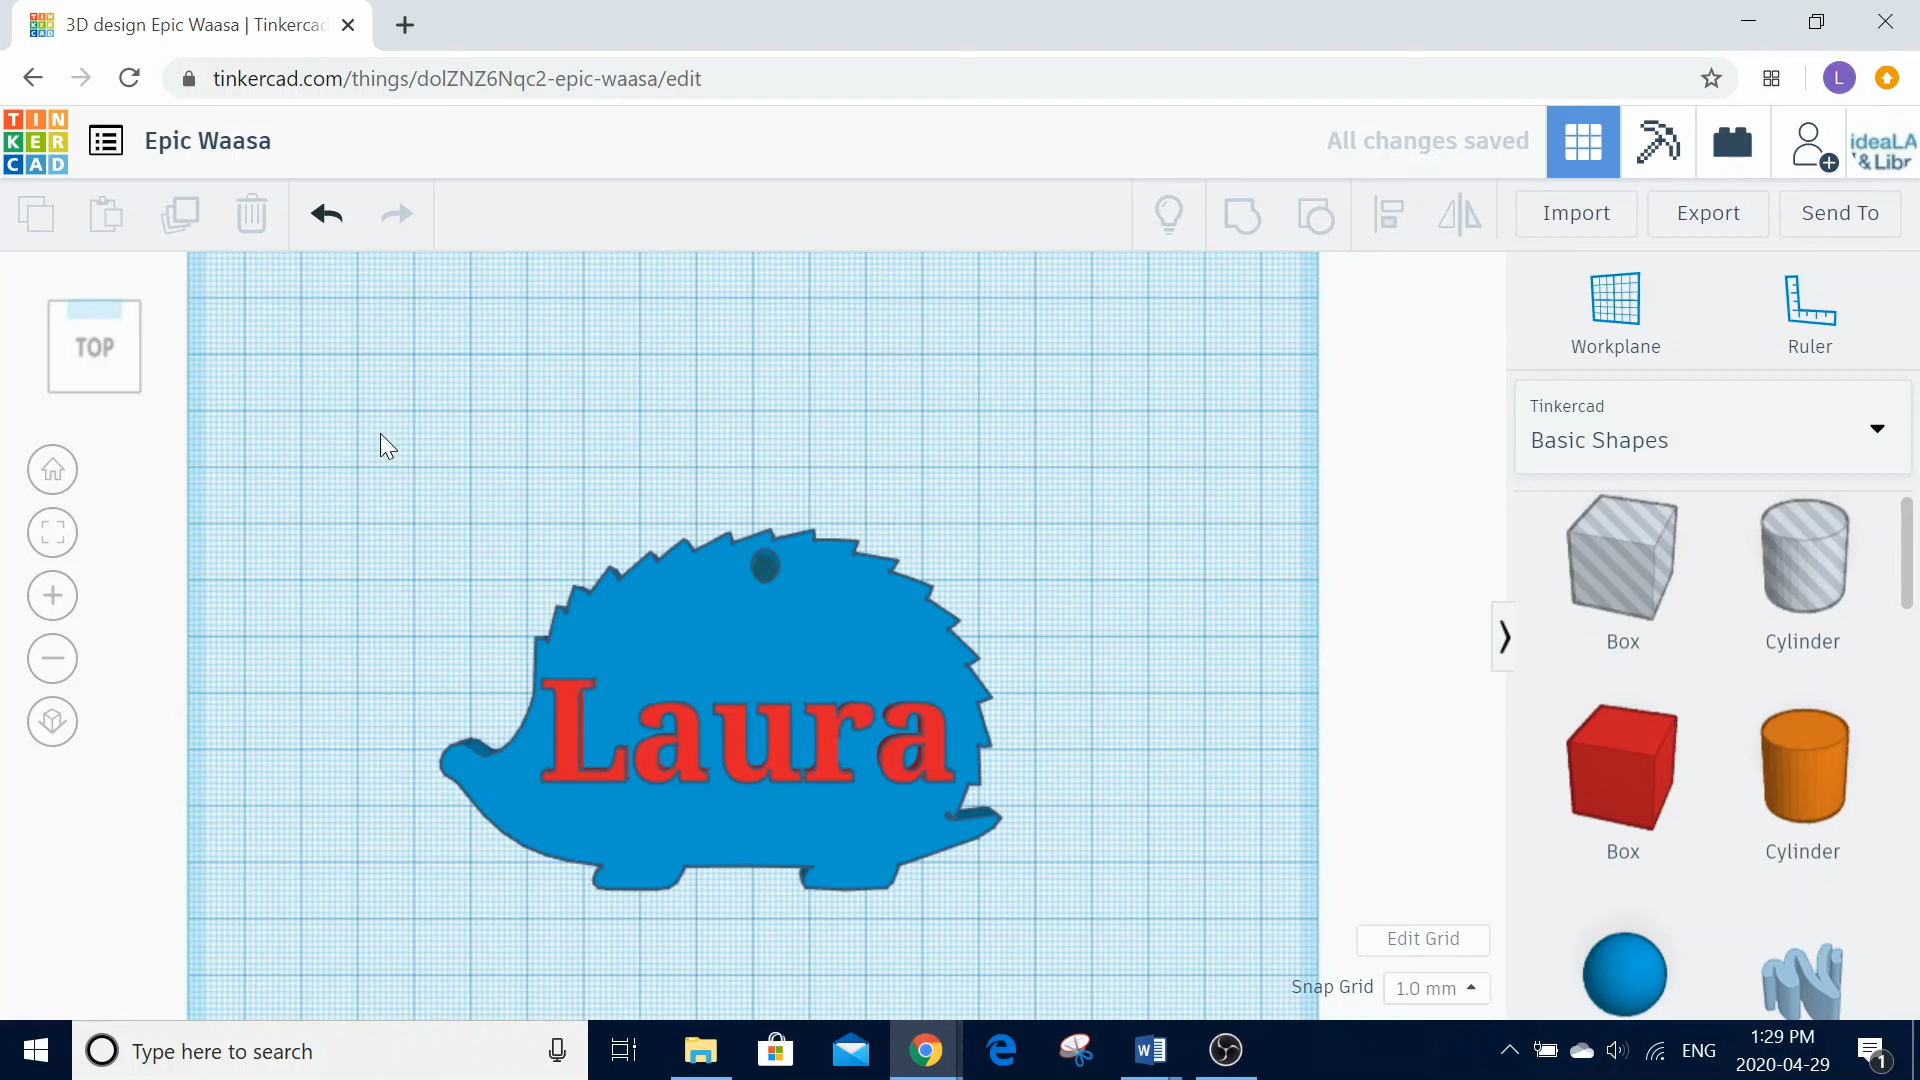 3D design Epic Waasa | Tinkercad
tinkercad.com/things/dolZNZ6Nqc2-epic-waasa/edit
L
TIN
KER
CAD
Epic Waasa
All changes saved
ideaLA
& Libr
Import
Export
Send To
TOP
Workplane
Ruler
Tinkercad
Basic Shapes
Box
Cylinder
Laura
Box
Cylinder
Edit Grid
Snap Grid
1.0 mm
Type here to search
ENG
1:29 PM
2020-04-29
1